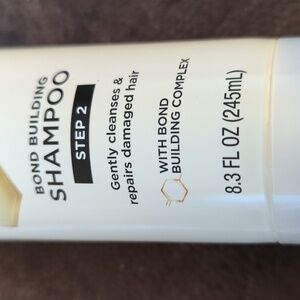 BOND BUILDING
SHAMPOO
STEP 2
Gently cleanses &
repairs damaged hair
WITH BOND
BUILDING COMPLEX
8.3 FL OZ (245mL)